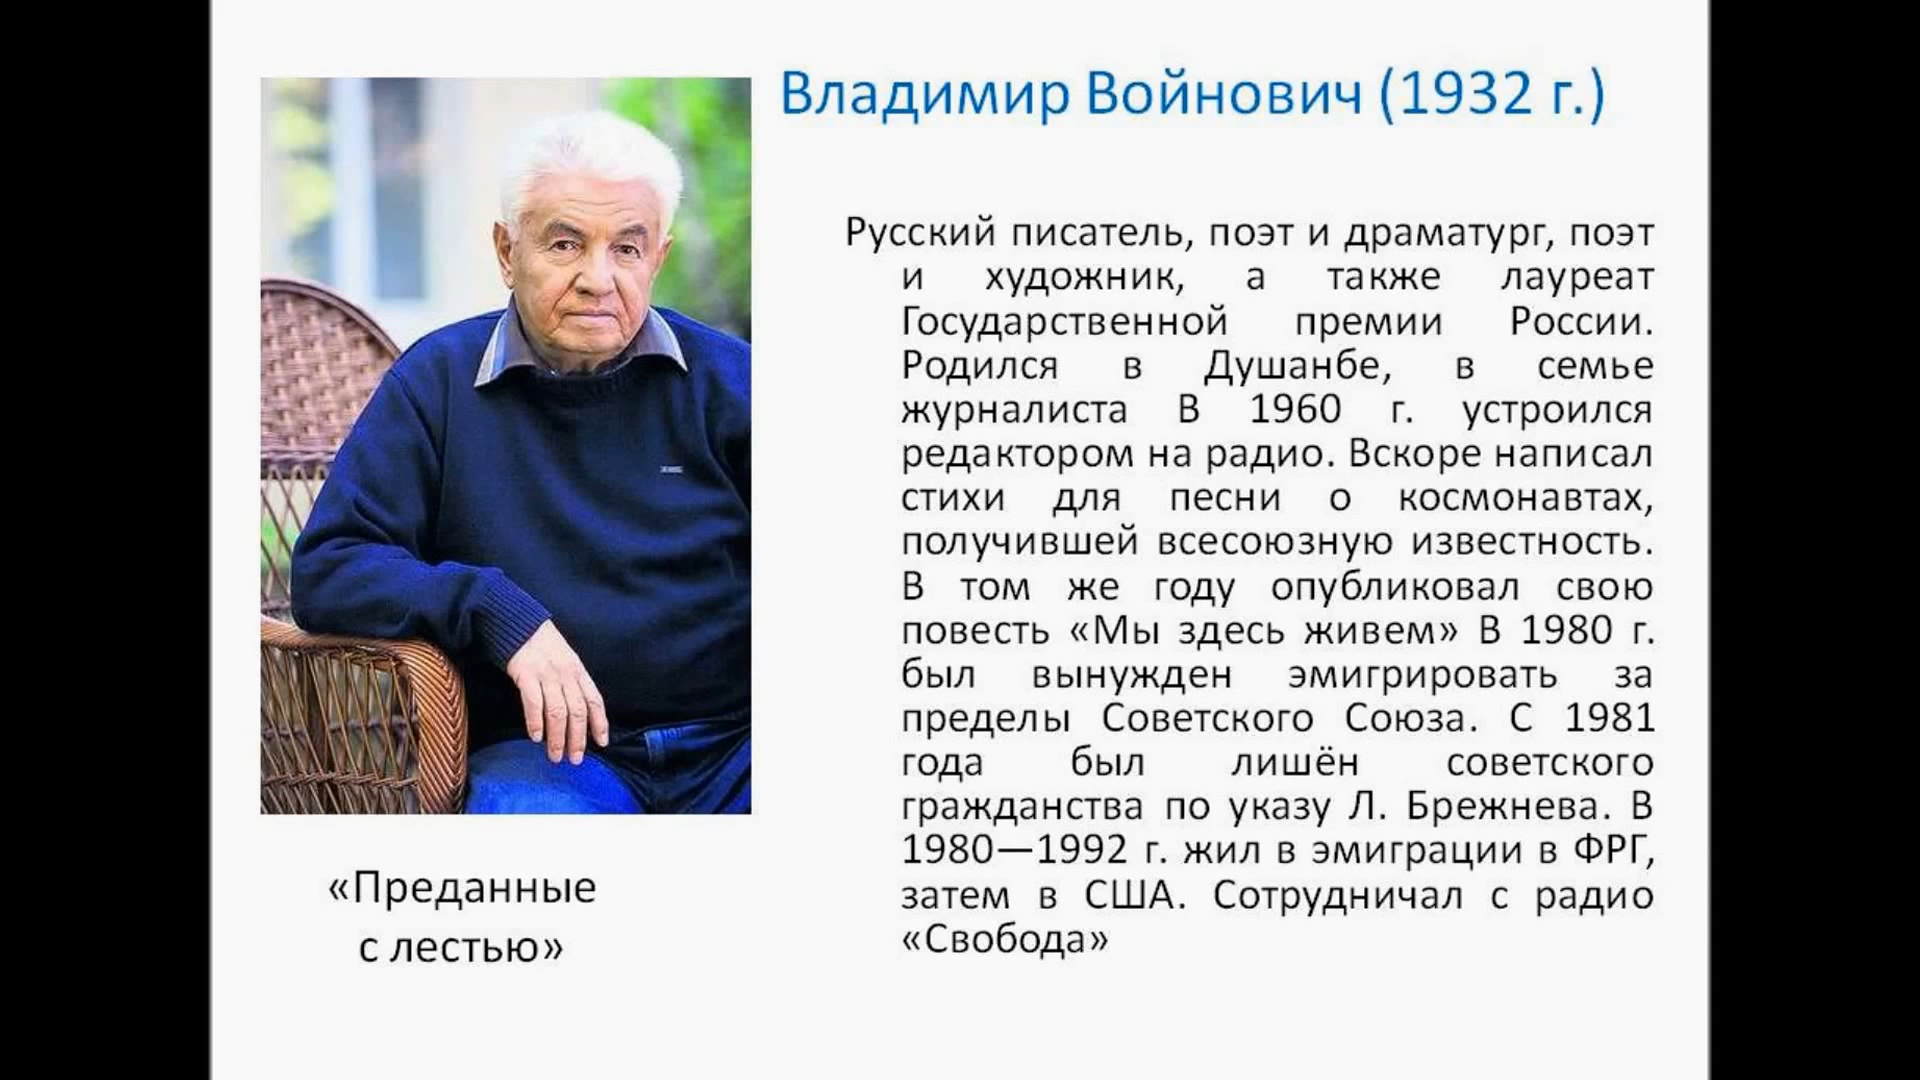 Владимир Войнович (1932 г.)
Русский писатель, поэт и драматург, поэт
и художник, а также лауреат
Государственной премии России.
Родился в Душанбе, в семье
журналиста В 1960 г. устроился
редактором на радио. Вскоре написал
стихи для песни о космонавтах,
получившей всесоюзную известность.
В том же году опубликовал свою
повесть «Мы здесь живем» В 1980 г.
был вынужден эмигрировать за
пределы Советского Союза. С 1981
года был лишён советского
гражданства по указу Л. Брежнева. В
1980—1992 г. жил в эмиграции в ФРГ,
затем в США. Сотрудничал с радио
«Свобода»
«Преданные
с лестью»